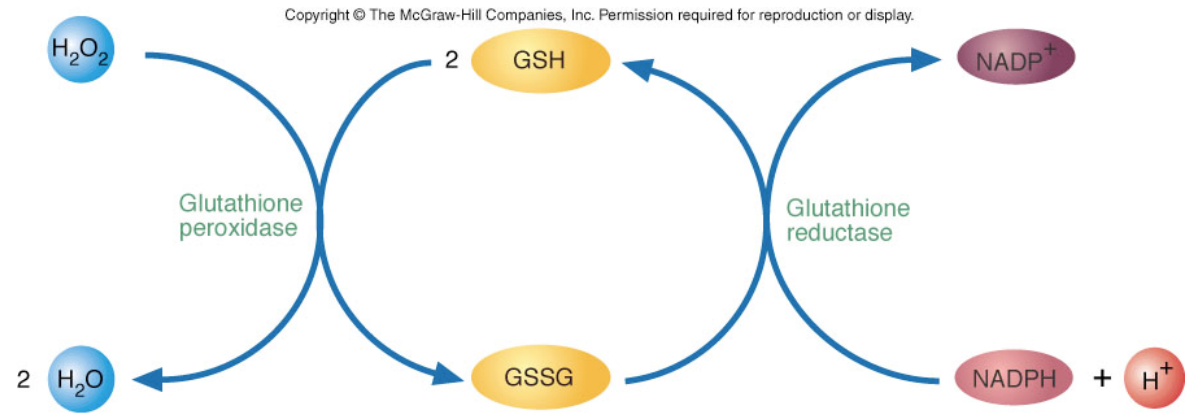 Copyright © The McGraw-Hill Companies, Inc. Permission required for reproduction or display.
H₂O₂
2 GSH
NADP⁺
Glutathione
peroxidase
Glutathione
reductase
2 H₂O
GSSG
NADPH + H⁺